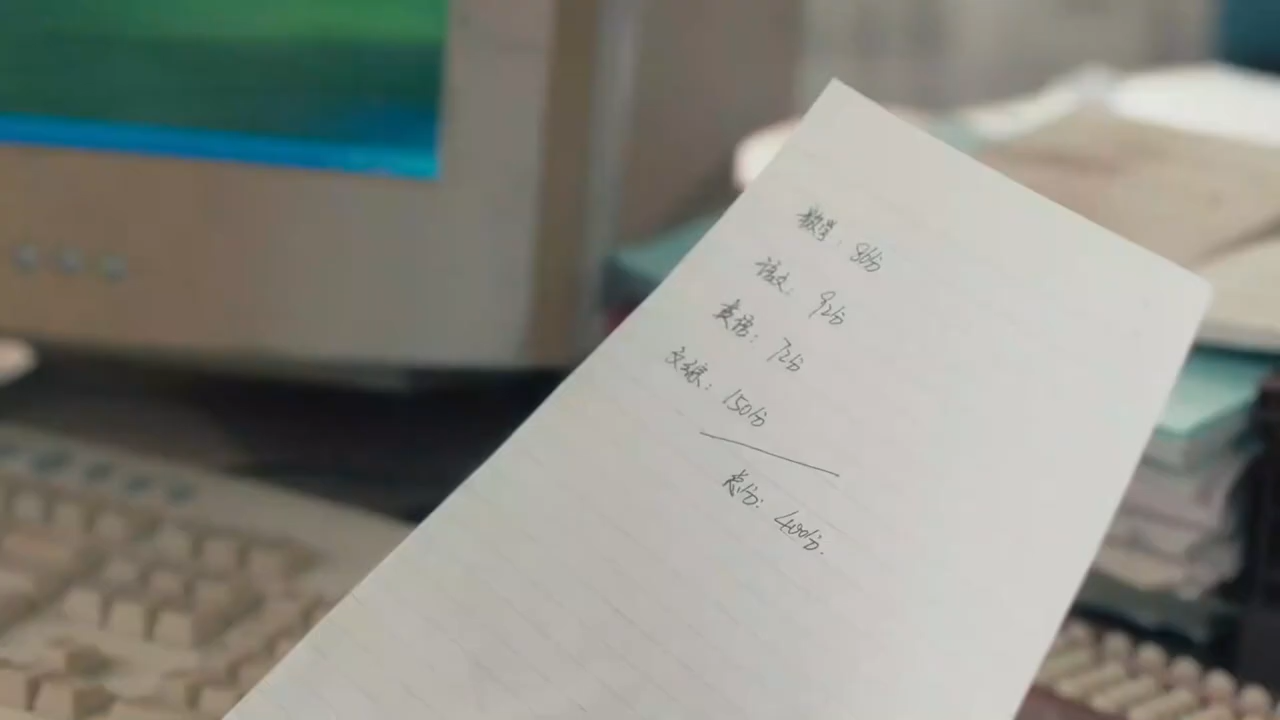 数学：86分
语文：92分
英语：72分
文综：150分
总分：400分.